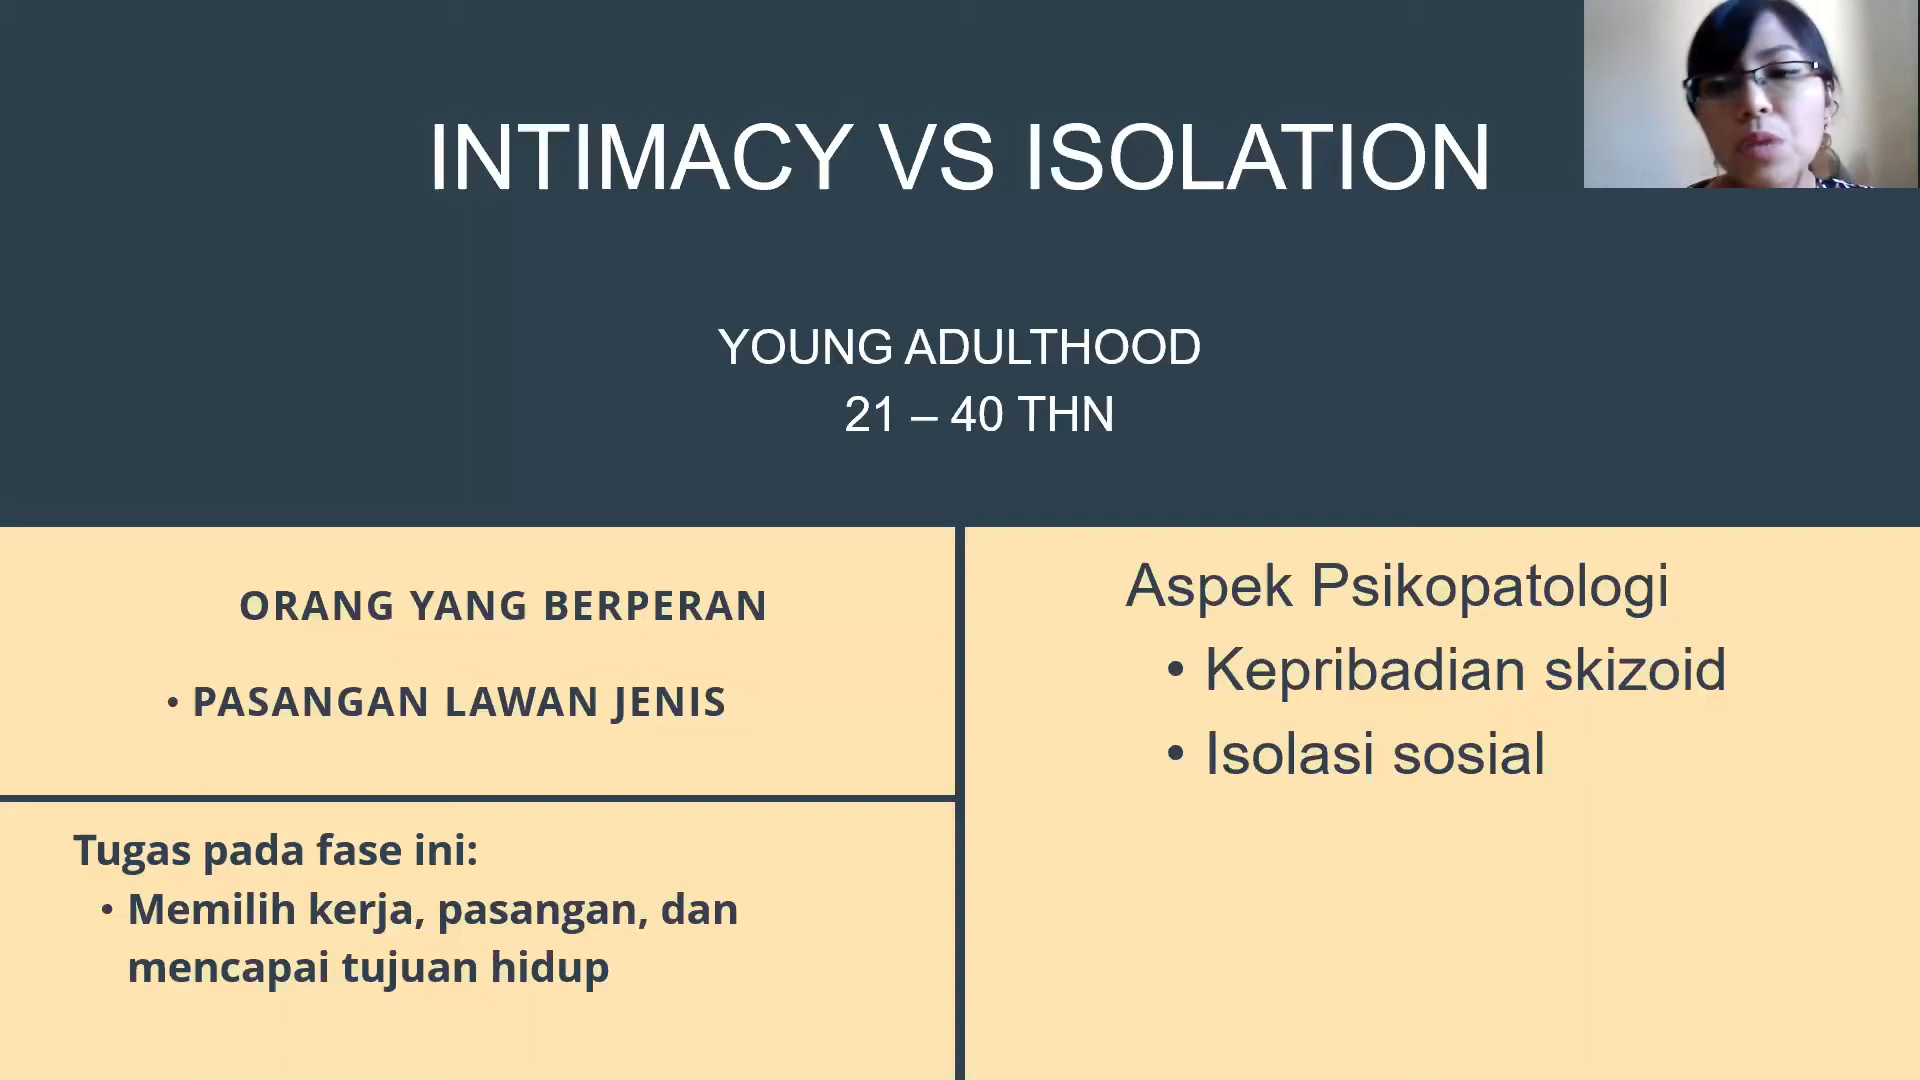 INTIMACY VS ISOLATION
YOUNG ADULTHOOD
21 – 40 THN
ORANG YANG BERPERAN
• PASANGAN LAWAN JENIS
Tugas pada fase ini:
• Memilih kerja, pasangan, dan
mencapai tujuan hidup
Aspek Psikopatologi
• Kepribadian skizoid
• Isolasi sosial